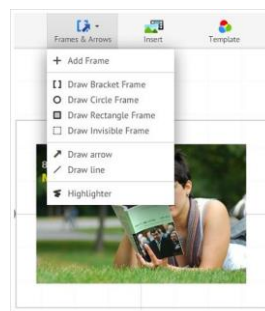 Frames & Arrows
Insert
Template
Add Frame
Draw Bracket Frame
Draw Circle Frame
Draw Rectangle Frame
Draw Invisible Frame
Draw arrow
Draw line
Highlighter